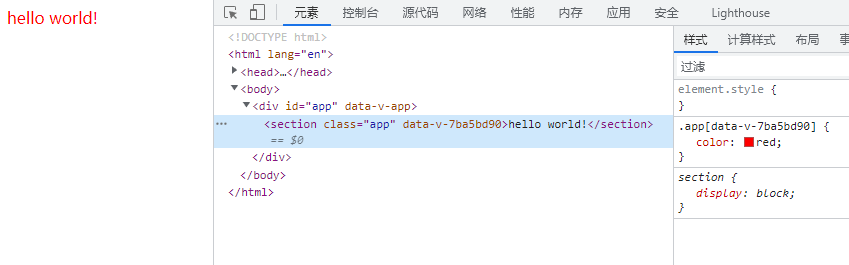 hello world!
元素 控制台 源代码 网络 性能 内存 应用 安全 Lighthouse
<!DOCTYPE html>
<html lang="en">
<head>…</head>
<body>
<div id="app" data-v-app>
<section class="app" data-v-7ba5bd90>hello world!</section>
== $0
</div>
</body>
</html>
样式 计算样式 布局 事
过滤
element.style {
}
.app[data-v-7ba5bd90] {
color: red;
}
section {
display: block;
}